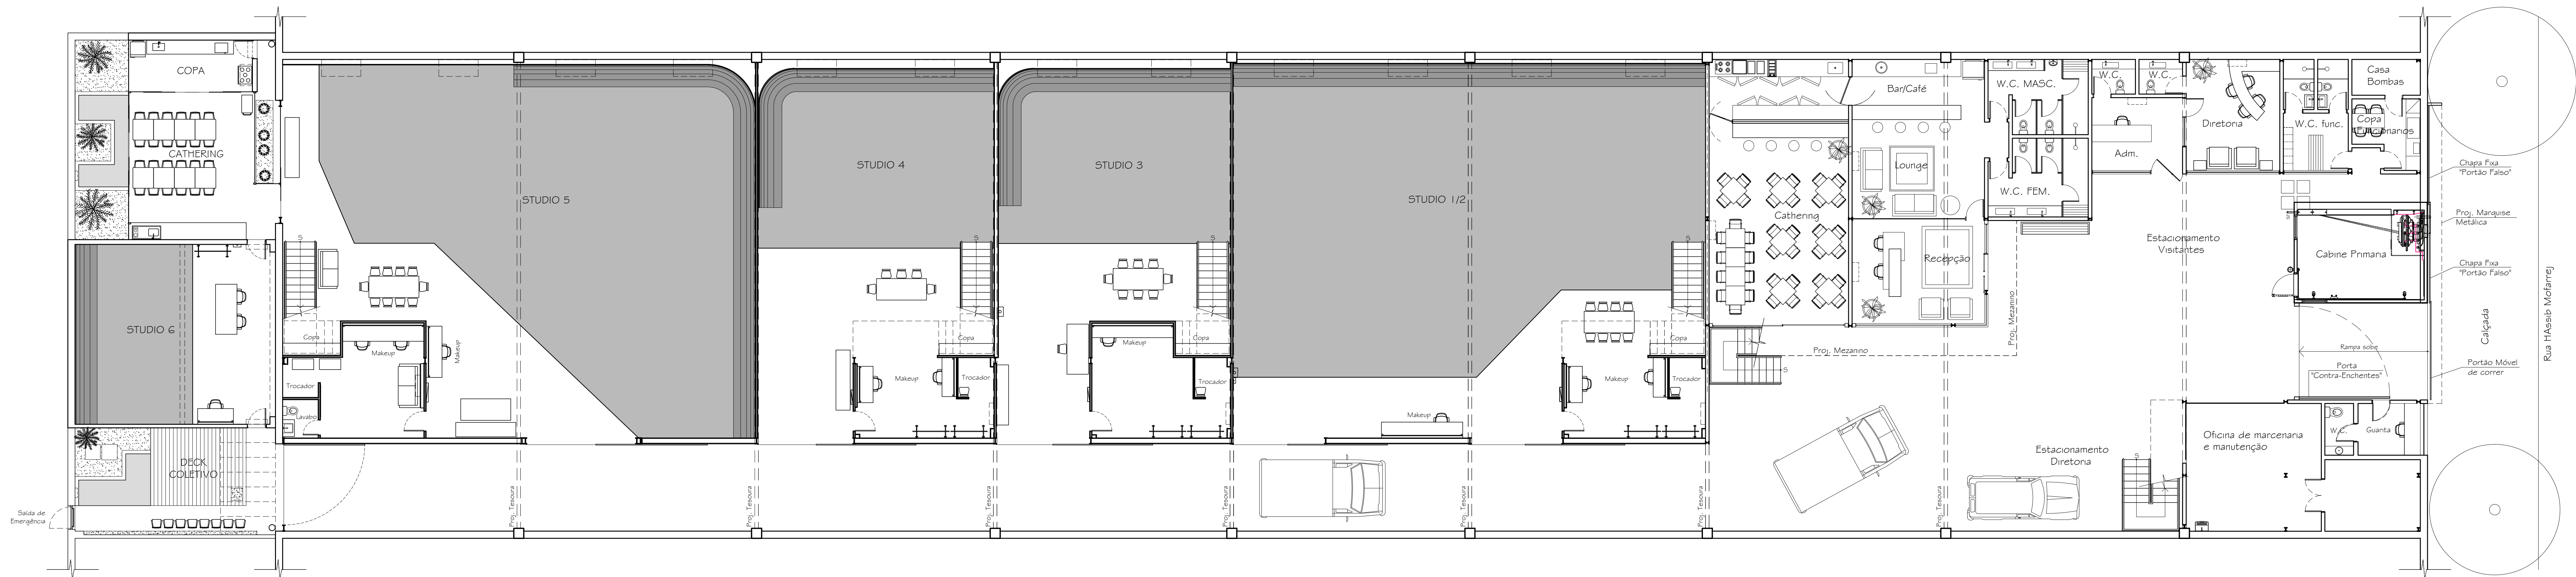 COPA
CATHERING
STUDIO 6
DECK
COLETIVO
Saída de
Emergência
STUDIO 5
S
Copa
Makeup
Makeup
Trocador
Lavabo
Proj. Tesoura
STUDIO 4
S
Copa
Makeup
Trocador
Proj. Tesoura
STUDIO 3
S
Copa
Makeup
Trocador
Proj. Tesoura
STUDIO 1/2
S
Copa
Makeup
Makeup
Trocador
Proj. Tesoura
Proj. Tesoura
Proj. Tesoura
Cathering
Bar/Café
Lounge
Recepção
W.C. MASC.
W.C. FEM.
W.C.
W.C.
Adm.
Diretoria
W.C. func.
Casa
Bombas
Copa
Funcionários
Proj. Mezanino
Proj. Mezanino
S
Estacionamento
Visitantes
Cabine Primaria
Rampa sobe
Porta
"Contra-Enchentes"
Estacionamento
Diretoria
S
Proj. Tesoura
Oficina de marcenaria
e manutenção
W.C.
Guarita
Chapa Fixa
"Portão Falso"
Proj. Marquise
Metálica
Chapa Fixa
"Portão Falso"
Portão Móvel
de correr
Calçada
Rua HAssib Mofarrej